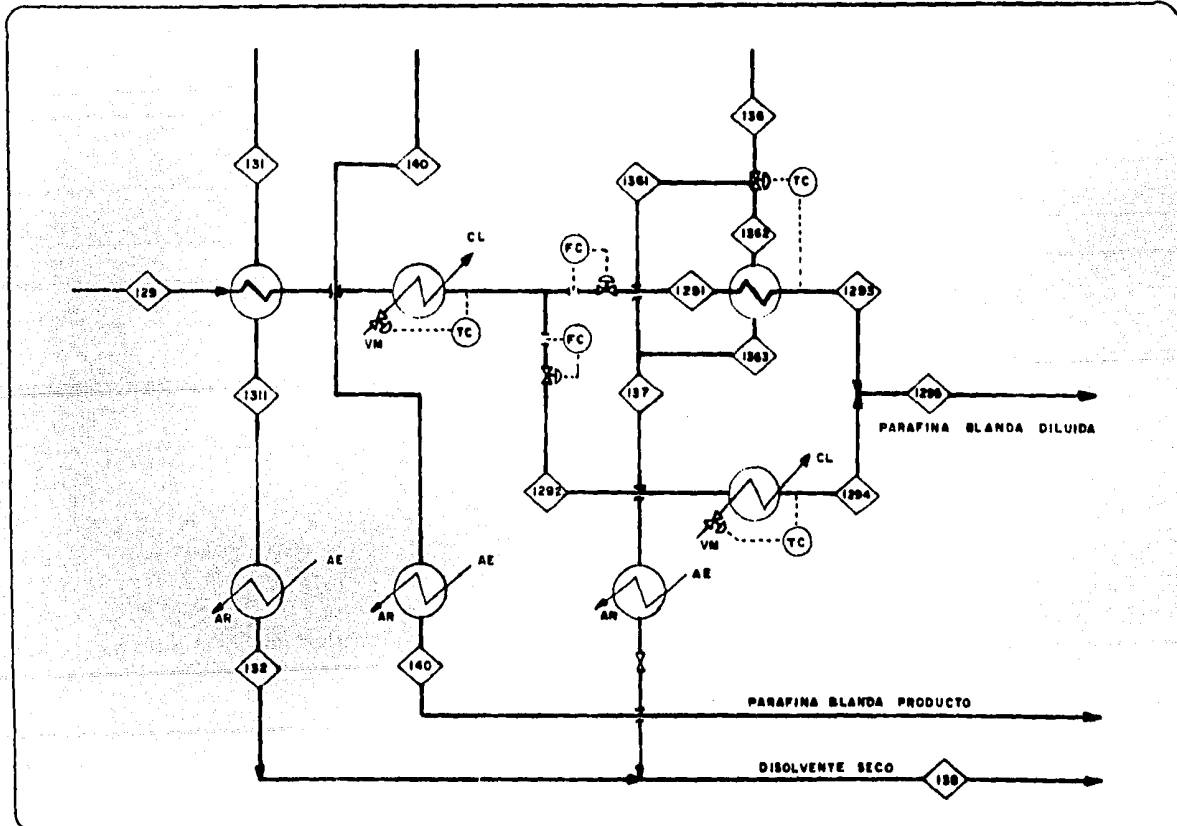 136
131
140
1361
TC
1362
CL
FC
129
1291
1293
VM
TC
FC
1363
1311
137
PARAFINA BLANDA DILUIDA
CL
1292
1294
VM
TC
AE
AE
AE
AR
AR
AR
132
140
PARAFINA BLANDA PRODUCTO
DISOLVENTE SECO